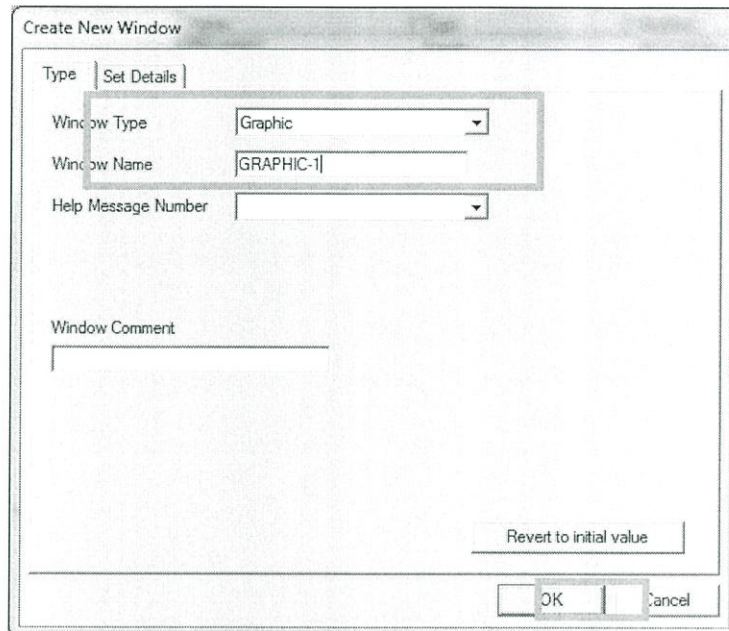 Create New Window
Type
Set Details
Window Type
Graphic
Window Name
GRAPHIC-1
Help Message Number
Window Comment
Revert to initial value
OK
Cancel